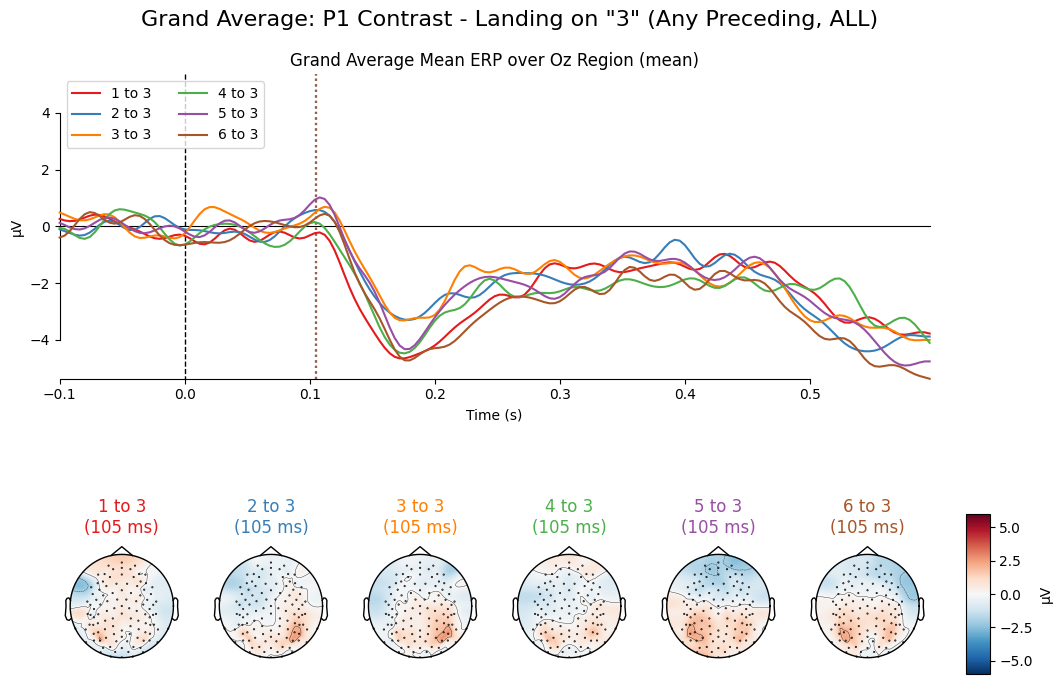 Grand Average: P1 Contrast - Landing on "3" (Any Preceding, ALL)
Grand Average Mean ERP over Oz Region (mean)
1 to 3
2 to 3
3 to 3
4 to 3
5 to 3
6 to 3
µV
4
2
0
−2
−4
−0.1 0.0 0.1 0.2 0.3 0.4 0.5
Time (s)
1 to 3 2 to 3 3 to 3 4 to 3 5 to 3 6 to 3
(105 ms) (105 ms) (105 ms) (105 ms) (105 ms) (105 ms)
5.0
2.5
0.0
−2.5
−5.0
µV